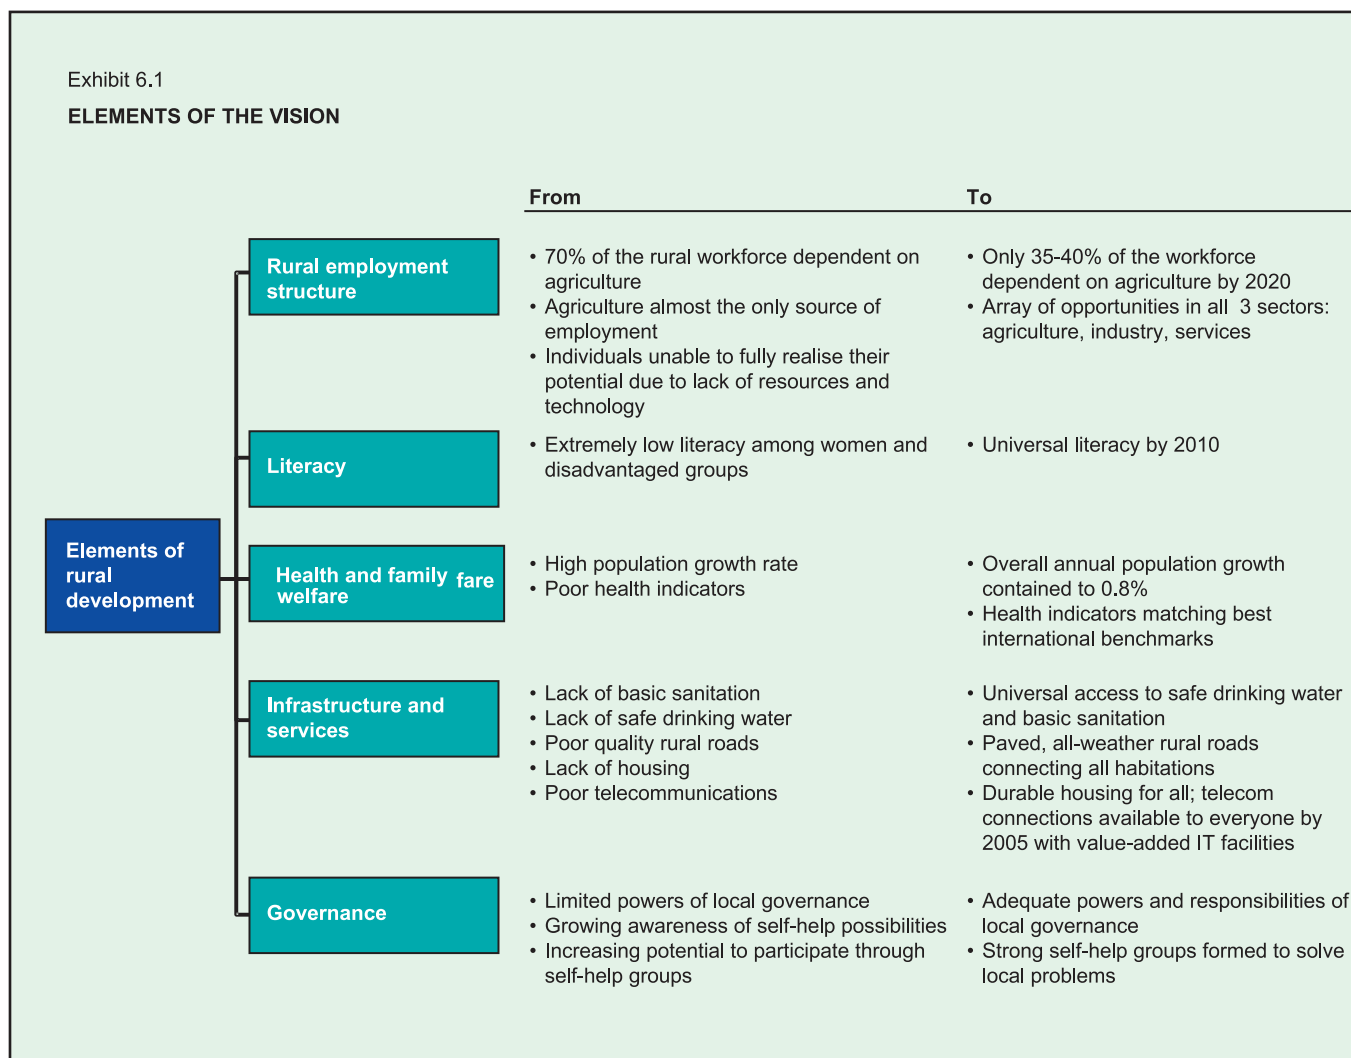 Exhibit 6.1
ELEMENTS OF THE VISION
From
To
Elements of
rural
development
Rural employment
structure
• 70% of the rural workforce dependent on
agriculture
• Agriculture almost the only source of
employment
• Individuals unable to fully realise their
potential due to lack of resources and
technology
• Only 35-40% of the workforce
dependent on agriculture by 2020
• Array of opportunities in all 3 sectors:
agriculture, industry, services
Literacy
• Extremely low literacy among women and
disadvantaged groups
• Universal literacy by 2010
Health and family fare
welfare
• High population growth rate
• Poor health indicators
• Overall annual population growth
contained to 0.8%
• Health indicators matching best
international benchmarks
Infrastructure and
services
• Lack of basic sanitation
• Lack of safe drinking water
• Poor quality rural roads
• Lack of housing
• Poor telecommunications
• Universal access to safe drinking water
and basic sanitation
• Paved, all-weather rural roads
connecting all habitations
• Durable housing for all; telecom
connections available to everyone by
2005 with value-added IT facilities
Governance
• Limited powers of local governance
• Growing awareness of self-help possibilities
• Increasing potential to participate through
self-help groups
• Adequate powers and responsibilities of
local governance
• Strong self-help groups formed to solve
local problems